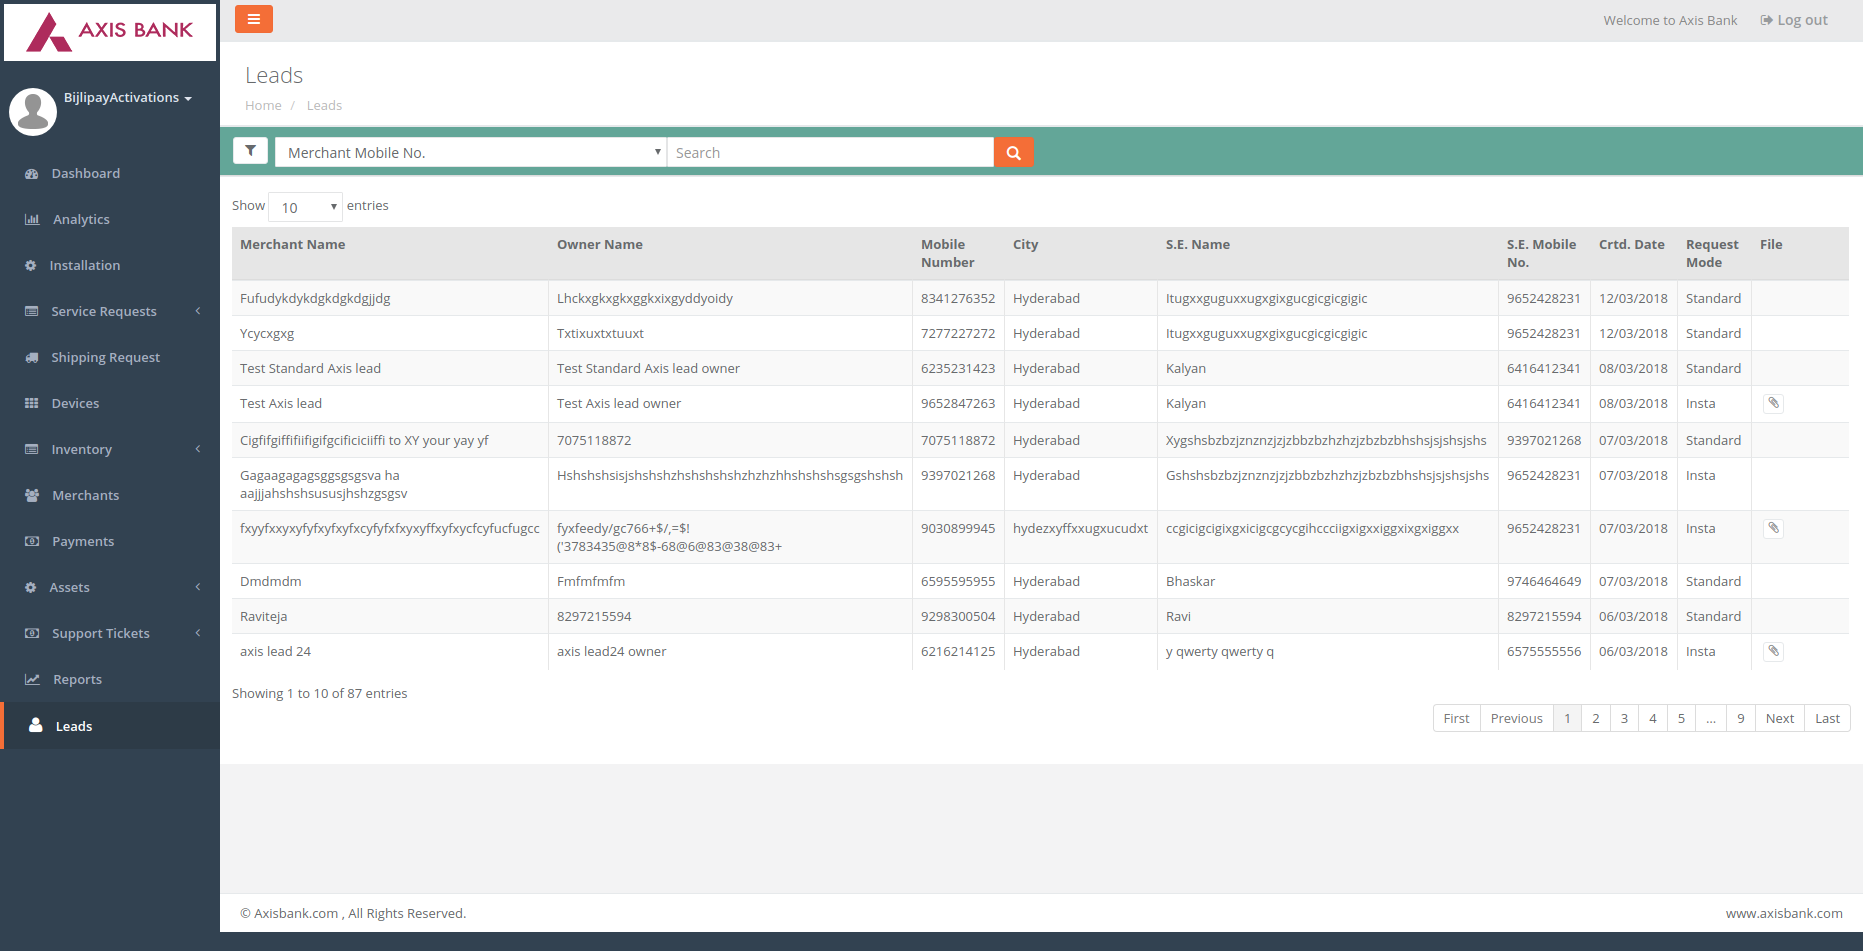 AXIS BANK
Welcome to Axis Bank Log out
BijlipayActivations
Dashboard
Analytics
Installation
Service Requests
Shipping Request
Devices
Inventory
Merchants
Payments
Assets
Support Tickets
Reports
Leads
Leads
Home / Leads
Merchant Mobile No. Search
Show 10 entries
Merchant Name Owner Name Mobile Number City S.E. Name S.E. Mobile No. Crtd. Date Request Mode File
Fufudykdykdgkdgkdgjjdg Lhckxgkxgkxggkxixgyddyoidy 8341276352 Hyderabad Itugxxguguxxugxgixgucgicgicgigic 9652428231 12/03/2018 Standard
Ycycxgxg Txtixuxtxtuuxt 7277227272 Hyderabad Itugxxguguxxugxgixgucgicgicgigic 9652428231 12/03/2018 Standard
Test Standard Axis lead Test Standard Axis lead owner 6235231423 Hyderabad Kalyan 6416412341 08/03/2018 Standard
Test Axis lead Test Axis lead owner 9652847263 Hyderabad Kalyan 6416412341 08/03/2018 Insta
Cigfifgiffifiifigifgcificiciiffi to XY your yay yf 7075118872 7075118872 Hyderabad Xygshsbzbzjznznzjzjzbbzbzhzhzjzbzbzbhshsjsjshsjshs 9397021268 07/03/2018 Standard
Gagaagagagsggsgsgsva ha Hshshshsisjshshshzhshshshshzhzhzhhshshshsgsgshshsh 9397021268 Hyderabad Gshshsbzbzjznznzjzjzbbzbzhzhzjzbzbzbhshsjsjshsjshs 9652428231 07/03/2018 Insta
aajjjahshshsususjhshzgsgsv
fxyyfxxyxyfyfxyfxyfxcyfyfxfxyxyffxyfxycfcyfucfugcc fyxfeedy/gc766+$/,=$! 9030899945 hydezxyffxxugxucudxt ccgicigcigixgxicigcgcycgihccciigxigxxiggxixgxiggxx 9652428231 07/03/2018 Insta
('3783435@8*8$-68@6@83@38@83+
Dmdmdm Fmfmfmfm 6595595955 Hyderabad Bhaskar 9746464649 07/03/2018 Standard
Raviteja 8297215594 9298300504 Hyderabad Ravi 8297215594 06/03/2018 Standard
axis lead 24 axis lead24 owner 6216214125 Hyderabad y qwerty qwerty q 6575555556 06/03/2018 Insta
Showing 1 to 10 of 87 entries
First Previous 1 2 3 4 5 ... 9 Next Last
© Axisbank.com , All Rights Reserved. www.axisbank.com